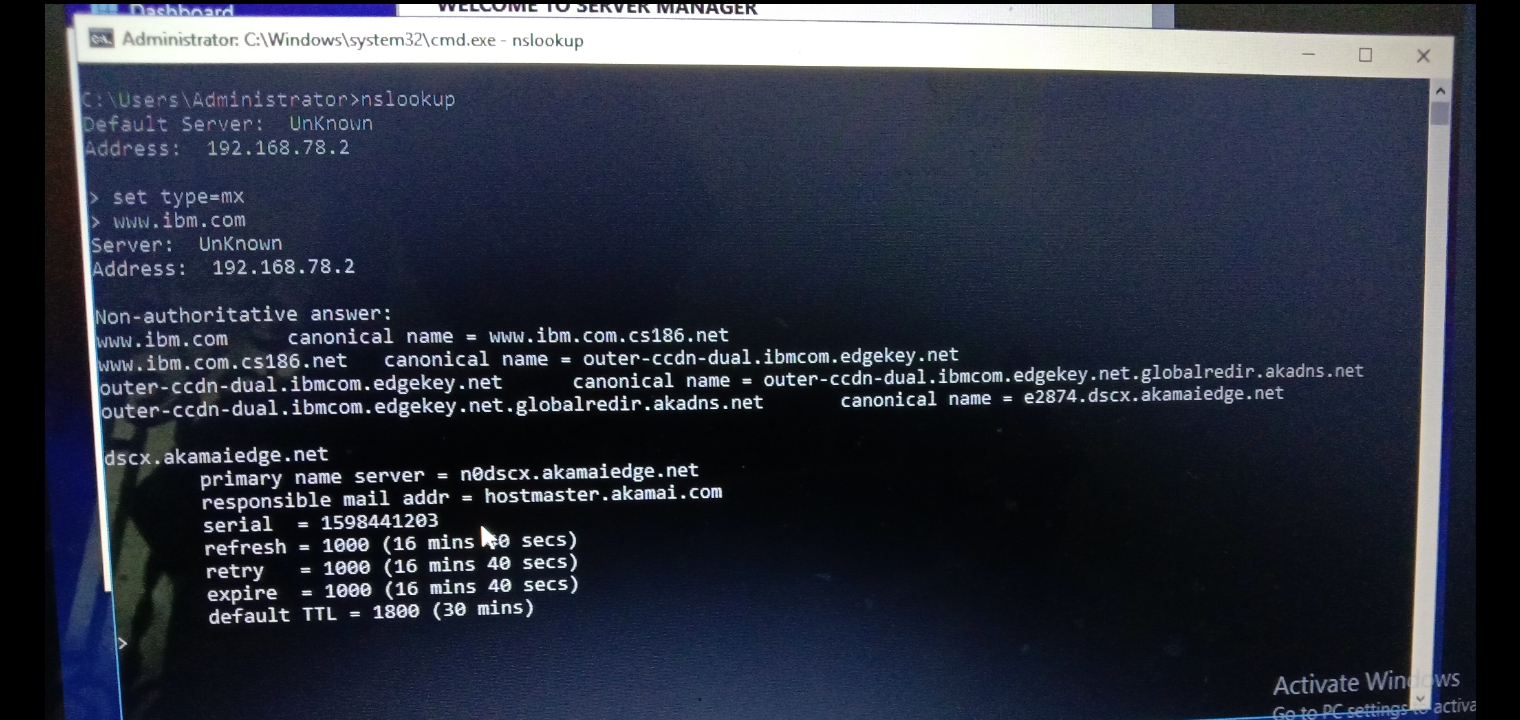 Dashboard
WELCOME TO SERVER MANAGER
Administrator: C:\Windows\system32\cmd.exe - nslookup
C:\Users\Administrator>nslookup
Default Server:  UnKnown
Address:  192.168.78.2
> set type=mx
> www.ibm.com
Server:  UnKnown
Address:  192.168.78.2
Non-authoritative answer:
www.ibm.com     canonical name = www.ibm.com.cs186.net
www.ibm.com.cs186.net   canonical name = outer-ccdn-dual.ibmcom.edgekey.net
outer-ccdn-dual.ibmcom.edgekey.net      canonical name = outer-ccdn-dual.ibmcom.edgekey.net.globalredir.akadns.net
outer-ccdn-dual.ibmcom.edgekey.net.globalredir.akadns.net       canonical name = e2874.dscx.akamaiedge.net
dscx.akamaiedge.net
primary name server = n0dscx.akamaiedge.net
responsible mail addr = hostmaster.akamai.com
serial  = 1598441203
refresh = 1000 (16 mins 40 secs)
retry   = 1000 (16 mins 40 secs)
expire  = 1000 (16 mins 40 secs)
default TTL = 1800 (30 mins)
>
Activate Windows
Go to PC settings to activa